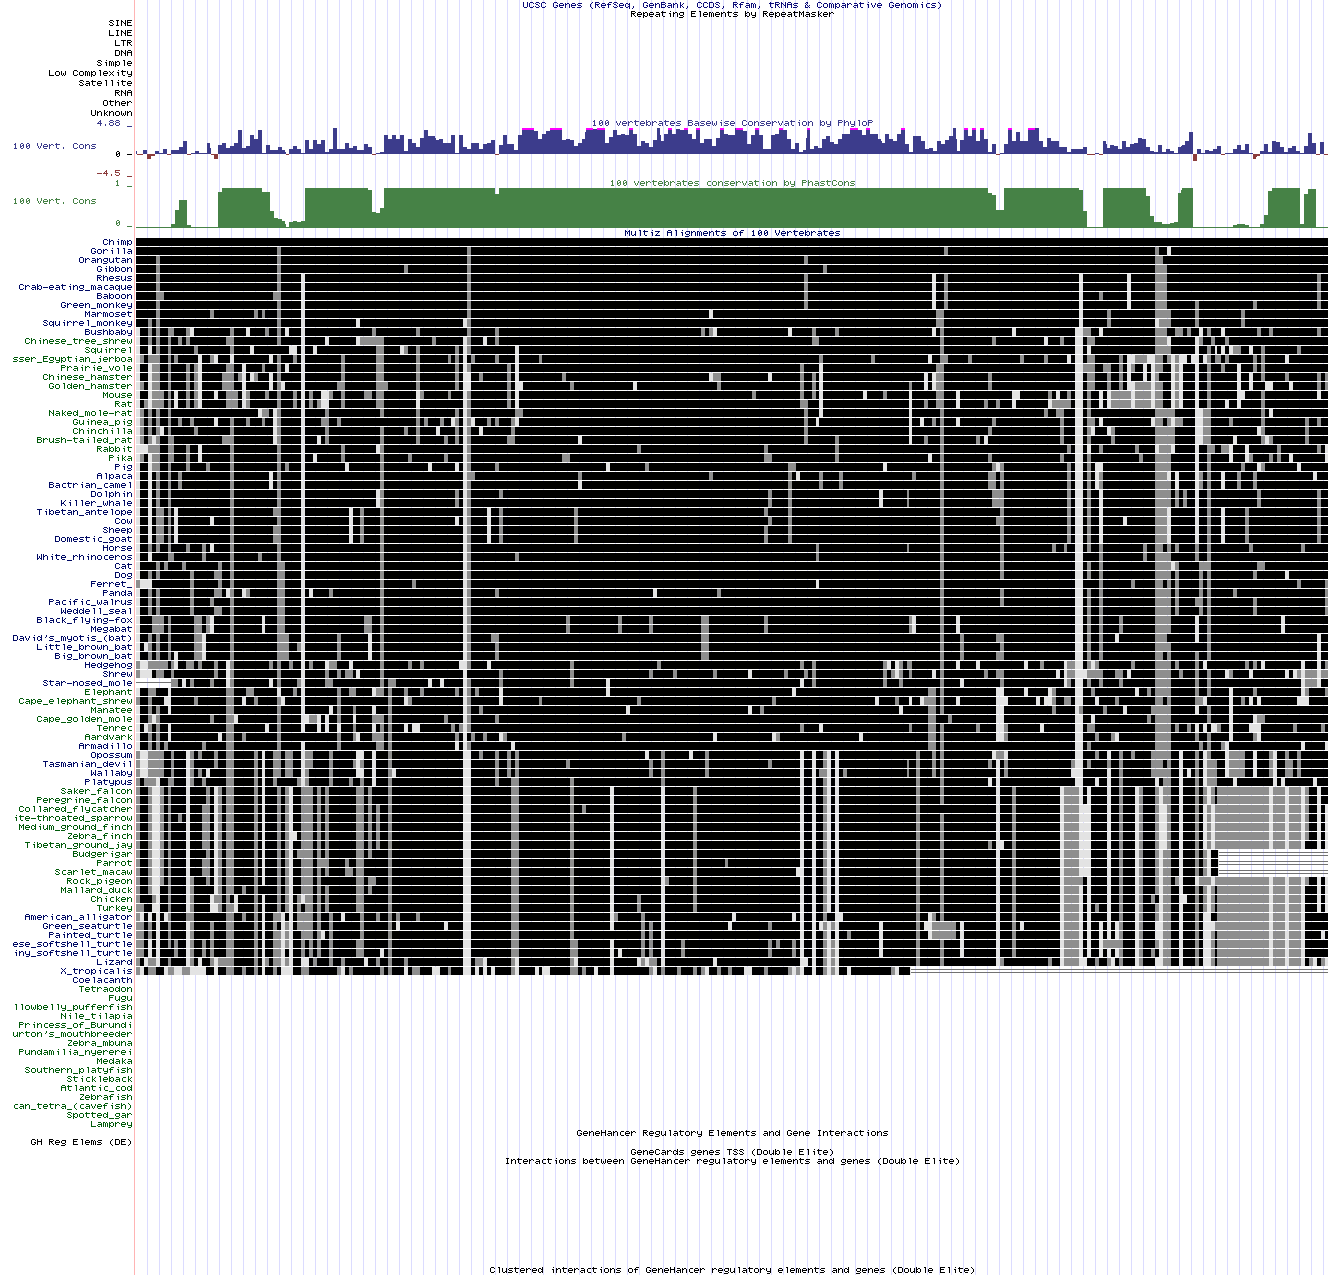 UCSC Genes (RefSeq, GenBank, CCDS, Rfam, tRNAs & Comparative Genomics)
Repeating Elements by RepeatMasker
SINE
LINE
LTR
DNA
Simple
Low Complexity
Satellite
RNA
Other
Unknown
100 vertebrates Basewise Conservation by PhyloP
4.88 _
100 Vert. Cons
0 _
-4.5 _
100 vertebrates conservation by PhastCons
1 _
100 Vert. Cons
0 _
Multiz Alignments of 100 Vertebrates
Chimp
Gorilla
Orangutan
Gibbon
Rhesus
Crab-eating_macaque
Baboon
Green_monkey
Marmoset
Squirrel_monkey
Bushbaby
Chinese_tree_shrew
Squirrel
sser_Egyptian_jerboa
Prairie_vole
Chinese_hamster
Golden_hamster
Mouse
Rat
Naked_mole-rat
Guinea_pig
Chinchilla
Brush-tailed_rat
Rabbit
Pika
Pig
Alpaca
Bactrian_camel
Dolphin
Killer_whale
Tibetan_antelope
Cow
Sheep
Domestic_goat
Horse
White_rhinoceros
Cat
Dog
Ferret_
Panda
Pacific_walrus
Weddell_seal
Black_flying-fox
Megabat
David's_myotis_(bat)
Little_brown_bat
Big_brown_bat
Hedgehog
Shrew
Star-nosed_mole
Elephant
Cape_elephant_shrew
Manatee
Cape_golden_mole
Tenrec
Aardvark
Armadillo
Opossum
Tasmanian_devil
Wallaby
Platypus
Saker_falcon
Peregrine_falcon
Collared_flycatcher
ite-throated_sparrow
Medium_ground_finch
Zebra_finch
Tibetan_ground_jay
Budgerigar
Parrot
Scarlet_macaw
Rock_pigeon
Mallard_duck
Chicken
Turkey
American_alligator
Green_seaturtle
Painted_turtle
ese_softshell_turtle
iny_softshell_turtle
Lizard
X_tropicalis
Coelacanth
Tetraodon
Fugu
llowbelly_pufferfish
Nile_tilapia
Princess_of_Burundi
urton's_mouthbreeder
Zebra_mbuna
Pundamilia_nyererei
Medaka
Southern_platyfish
Stickleback
Atlantic_cod
Zebrafish
can_tetra_(cavefish)
Spotted_gar
Lamprey
GeneHancer Regulatory Elements and Gene Interactions
GH Reg Elems (DE)
GeneCards genes TSS (Double Elite)
Interactions between GeneHancer regulatory elements and genes (Double Elite)
Clustered interactions of GeneHancer regulatory elements and genes (Double Elite)